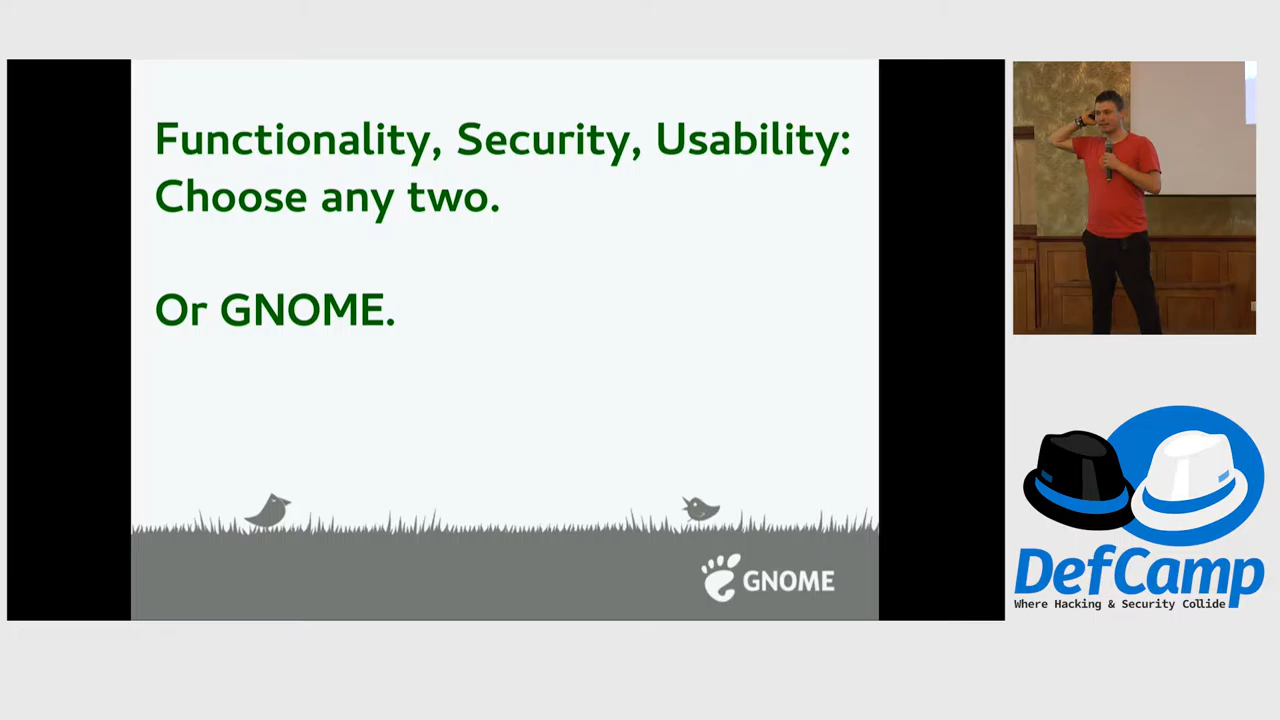 Functionality, Security, Usability:
Choose any two.
Or GNOME.
GNOME
DefCamp
Where Hacking & Security Collide